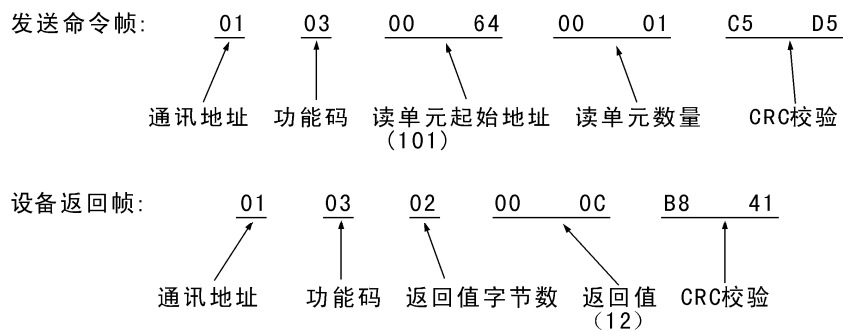 发送命令帧: 01 03 00 64 00 01 C5 D5
通讯地址 功能码 读单元起始地址 读单元数量 CRC校验
(101)
设备返回帧: 01 03 02 00 0C B8 41
通讯地址 功能码 返回值字节数 返回值 CRC校验
(12)